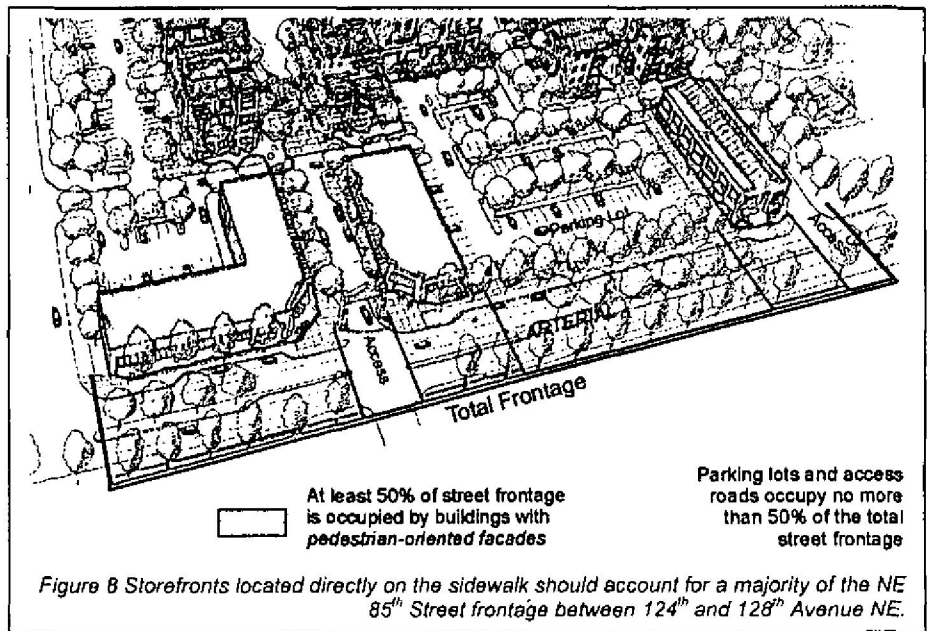 Parking Lot
Access
ARTERIAL
Access
Total Frontage
At least 50% of street frontage
is occupied by buildings with
pedestrian-oriented facades
Parking lots and access
roads occupy no more
than 50% of the total
street frontage
Figure 8 Storefronts located directly on the sidewalk should account for a majority of the NE
85th Street frontage between 124th and 128th Avenue NE.